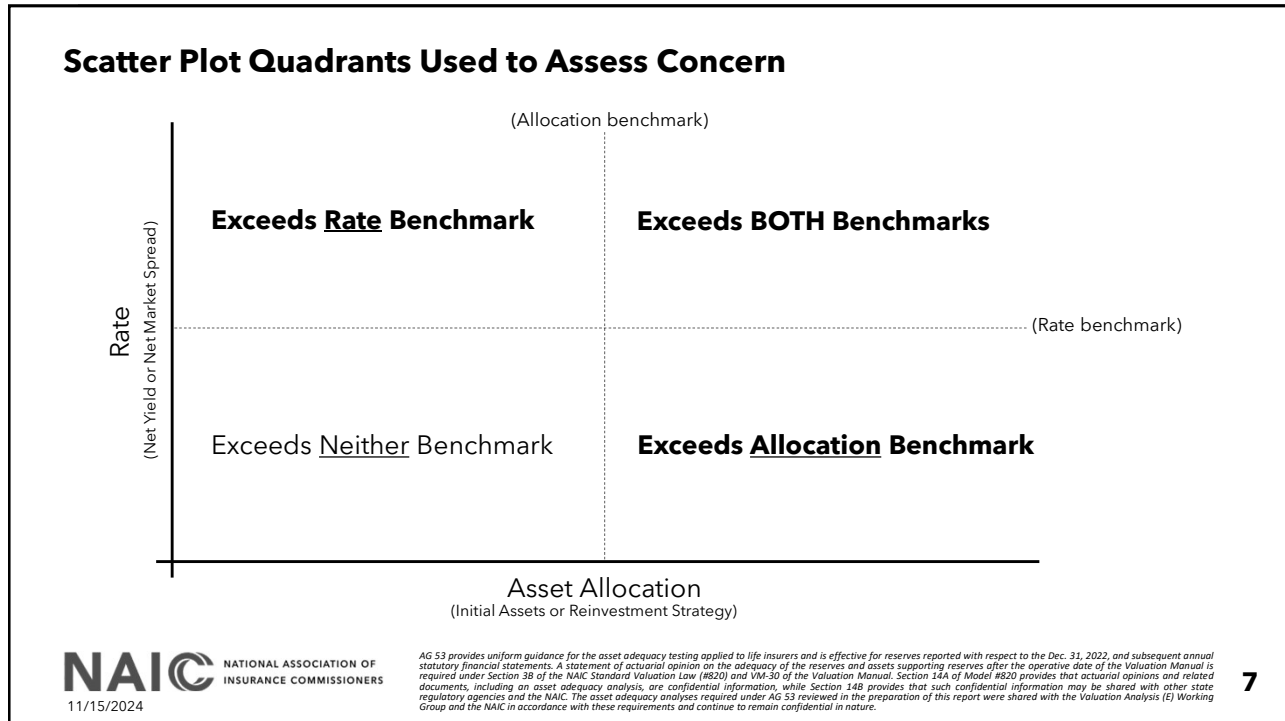 Scatter Plot Quadrants Used to Assess Concern
(Allocation benchmark)
Exceeds Rate Benchmark
Exceeds BOTH Benchmarks
Rate
(Net Yield or Net Market Spread)
(Rate benchmark)
Exceeds Neither Benchmark
Exceeds Allocation Benchmark
Asset Allocation
(Initial Assets or Reinvestment Strategy)
NAIC
NATIONAL ASSOCIATION OF
INSURANCE COMMISSIONERS
11/15/2024
AG 53 provides uniform guidance for the asset adequacy testing applied to life insurers and is effective for reserves reported with respect to the Dec. 31, 2022, and subsequent annual
statutory financial statements. A statement of actuarial opinion on the adequacy of the reserves and assets supporting reserves after the operative date of the Valuation Manual is
required under Section 3B of the NAIC Standard Valuation Law (#820) and VM-30 of the Valuation Manual. Section 14A of Model #820 provides that actuarial opinions and related
documents, including an asset adequacy analysis, are confidential information, while Section 14B provides that such confidential information may be shared with other state
regulatory agencies and the NAIC. The asset adequacy analyses required under AG 53 reviewed in the preparation of this report were shared with the Valuation Analysis (E) Working
Group and the NAIC in accordance with these requirements and continue to remain confidential in nature.
7